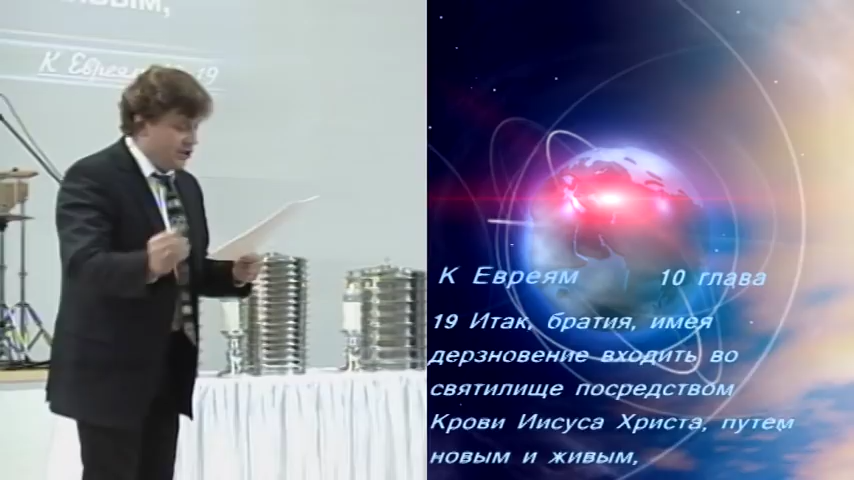 К Евреям 19
К Евреям 10 глава
19 Итак, братия, имея
дерзновение входить во
святилище посредством
Крови Иисуса Христа, путем
новым и живым,